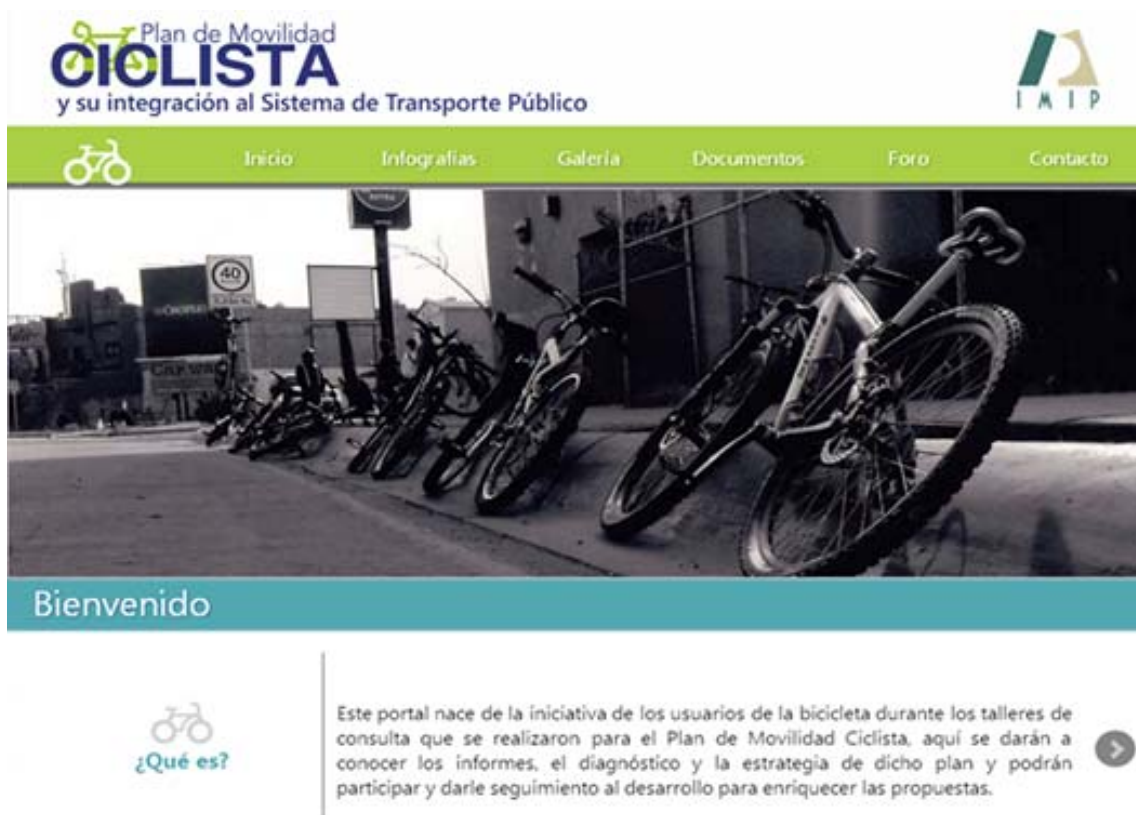 Plan de Movilidad
CICLISTA
y su integración al Sistema de Transporte Público
IMIP
Inicio Infografías Galería Documentos Foro Contacto
40
Bienvenido
¿Qué es?
Este portal nace de la iniciativa de los usuarios de la bicicleta durante los talleres de
consulta que se realizaron para el Plan de Movilidad Ciclista, aquí se darán a
conocer los informes, el diagnóstico y la estrategia de dicho plan y podrán
participar y darle seguimiento al desarrollo para enriquecer las propuestas.